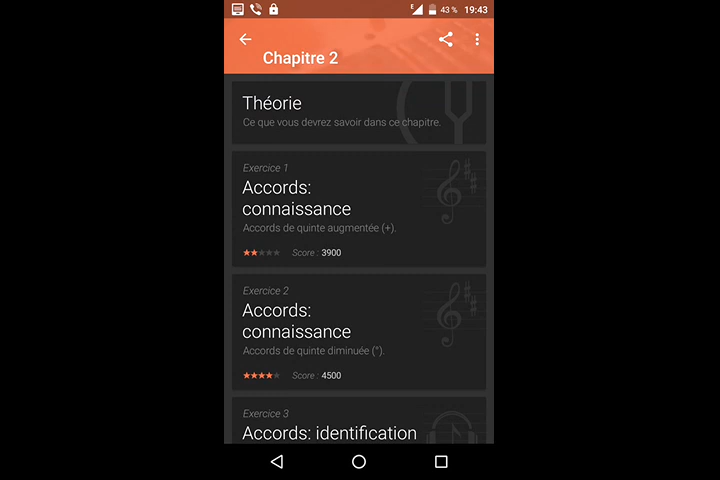 E 43 % 19:43
Chapitre 2
Théorie
Ce que vous devrez savoir dans ce chapitre.
Exercice 1
Accords:
connaissance
Accords de quinte augmentée (+).
Score : 3900
Exercice 2
Accords:
connaissance
Accords de quinte diminuée (°).
Score : 4500
Exercice 3
Accords: identification